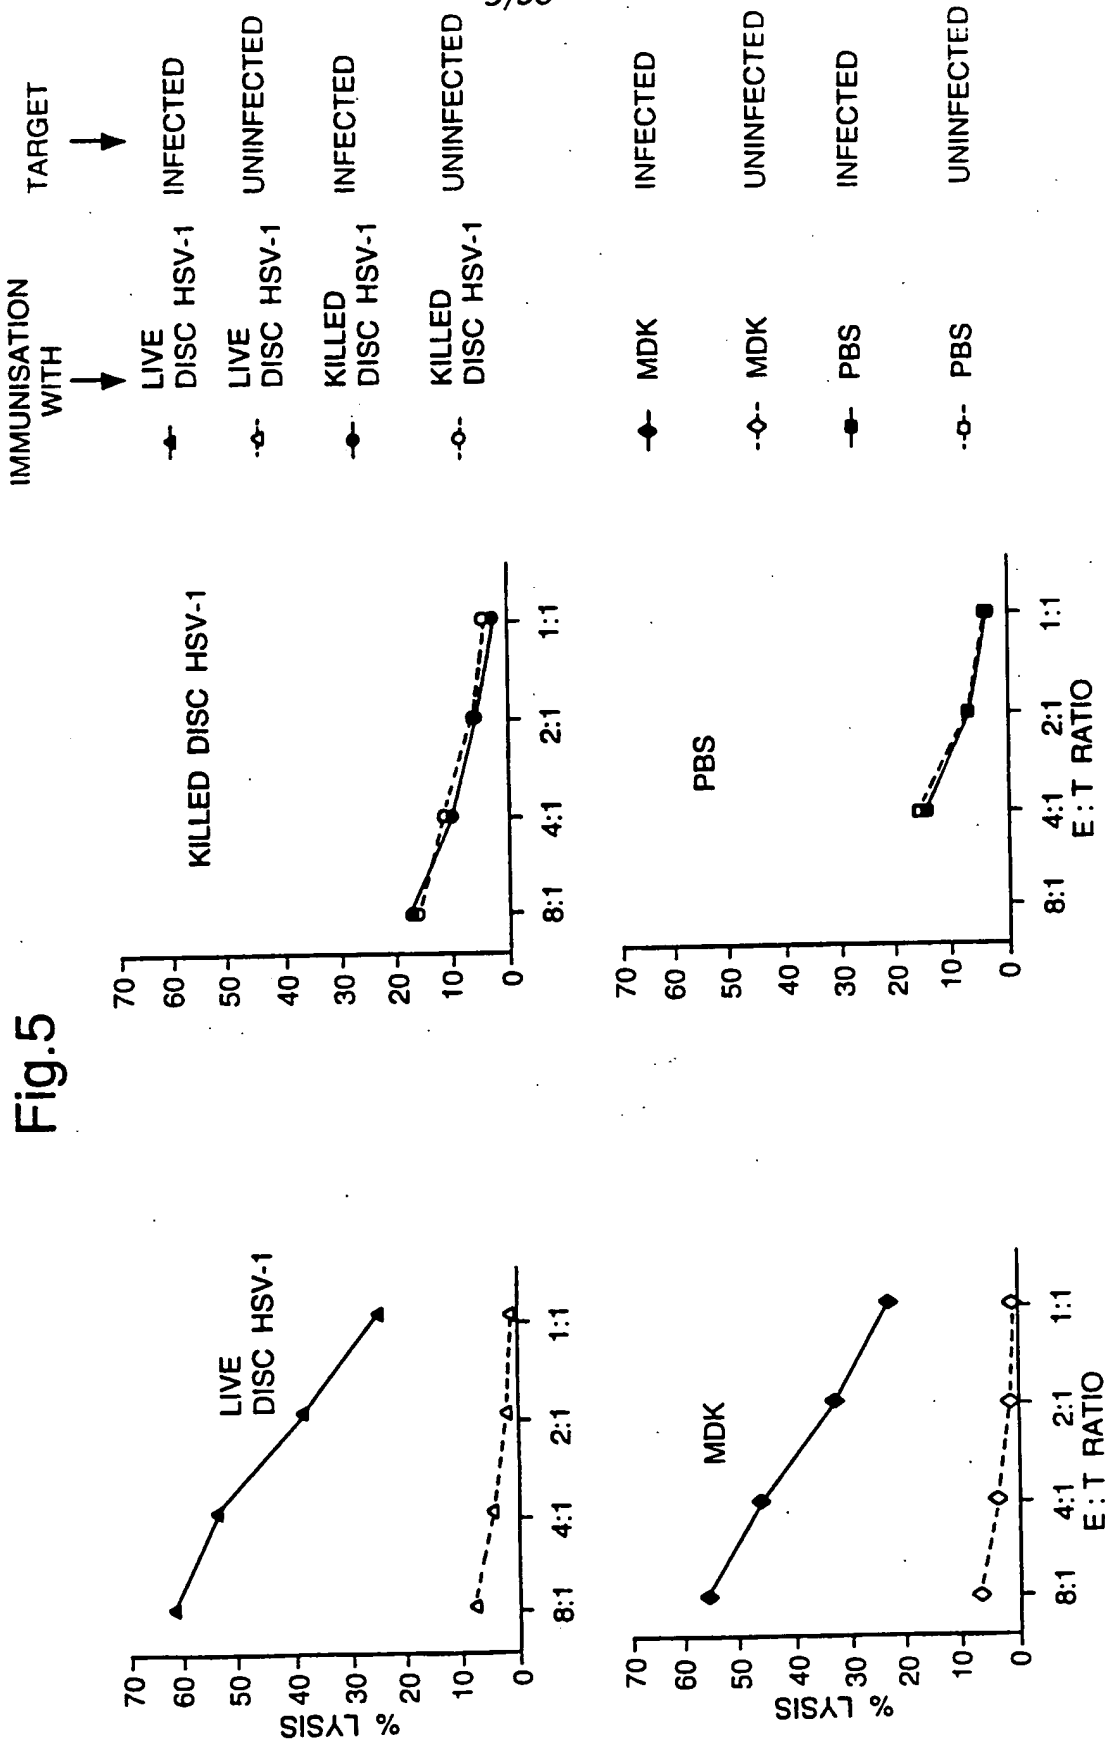 5/36
Fig.5
LIVE
DISC HSV-1
% LYSIS
70
60
50
40
30
20
10
0
8:1
4:1
2:1
1:1
KILLED DISC HSV-1
70
60
50
40
30
20
10
0
8:1
4:1
2:1
1:1
MDK
% LYSIS
70
60
50
40
30
20
10
0
8:1
4:1
2:1
1:1
E : T RATIO
PBS
70
60
50
40
30
20
10
0
8:1
4:1
2:1
1:1
E : T RATIO
IMMUNISATION
WITH
TARGET
LIVE
DISC HSV-1 INFECTED
LIVE
DISC HSV-1 UNINFECTED
KILLED
DISC HSV-1 INFECTED
KILLED
DISC HSV-1 UNINFECTED
MDK INFECTED
MDK UNINFECTED
PBS INFECTED
PBS UNINFECTED